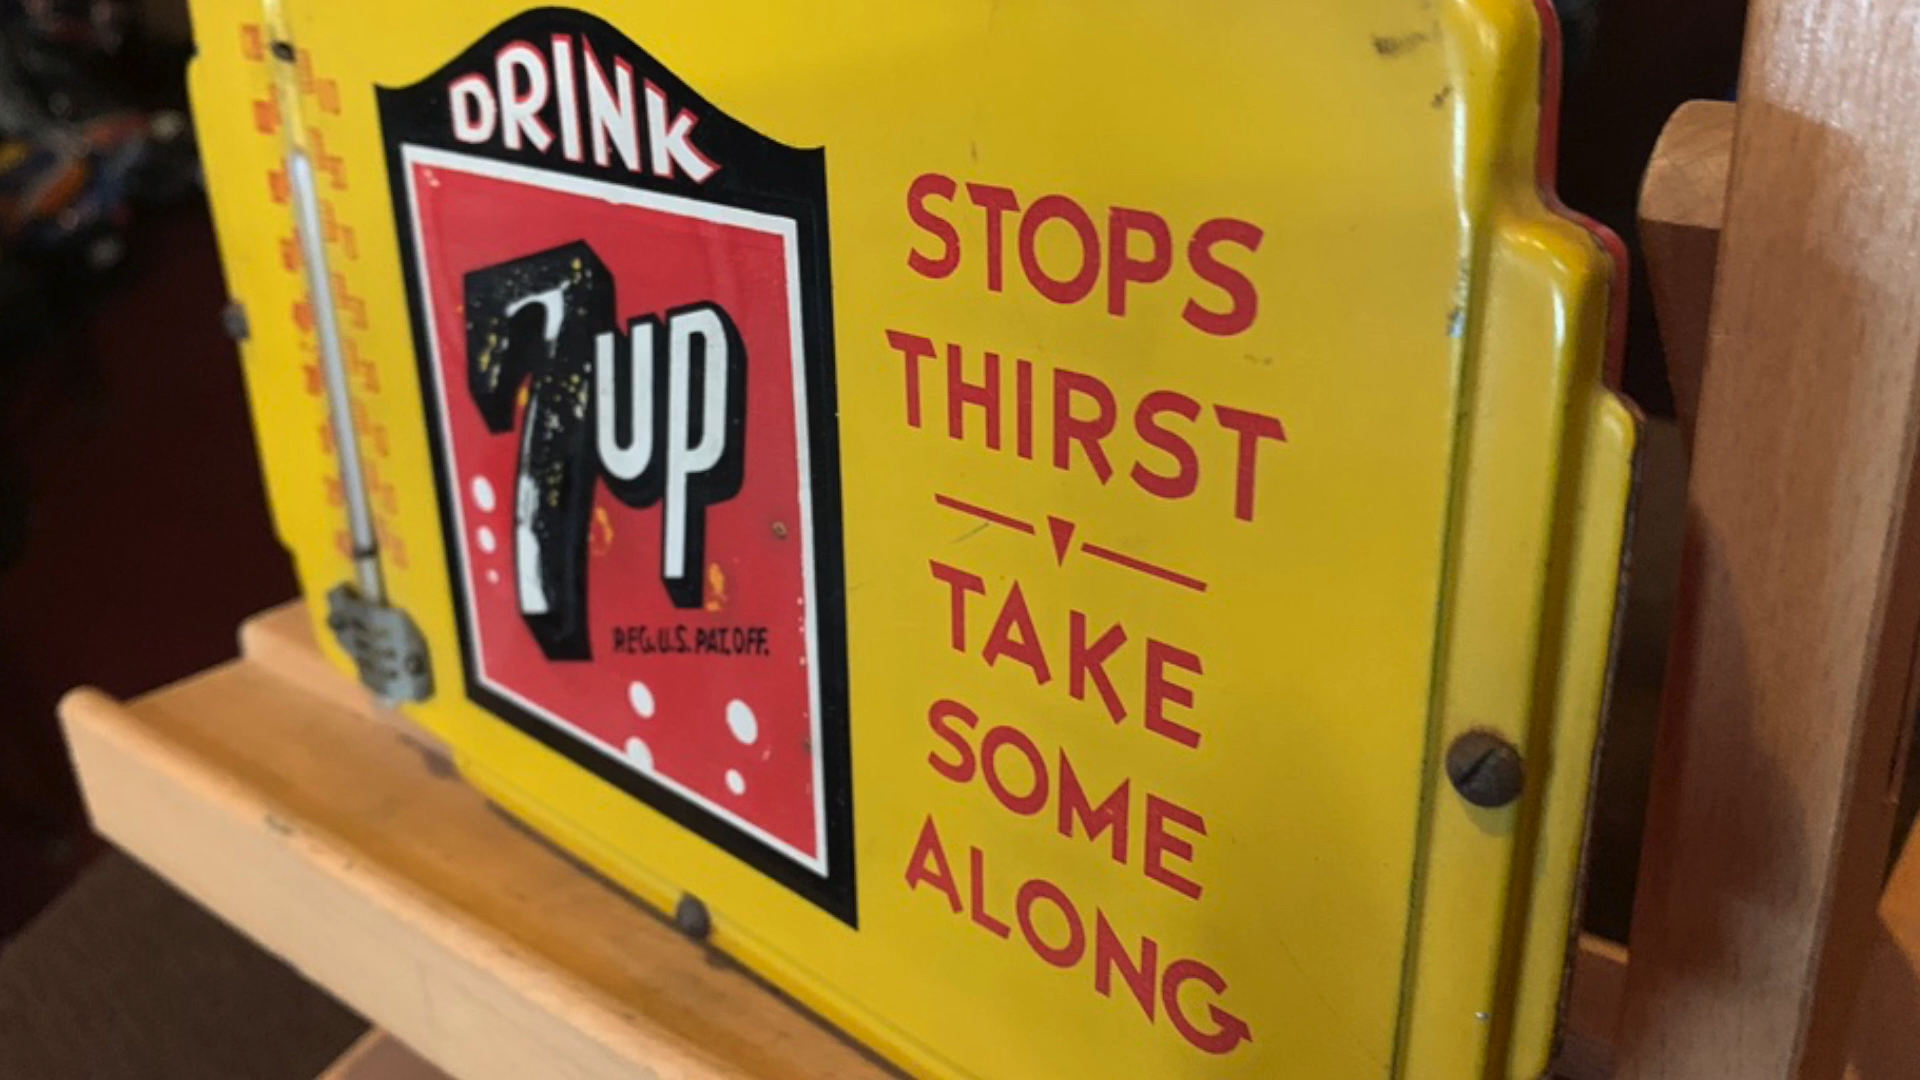 DRINK
7UP
REG. U.S. PAT. OFF.
STOPS
THIRST
TAKE
SOME
ALONG